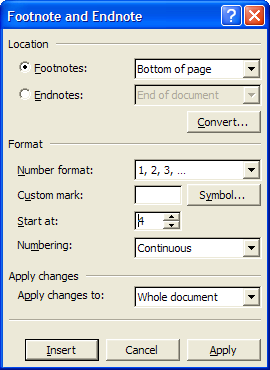 Footnote and Endnote
Location
Footnotes: Bottom of page
Endnotes: End of document
Convert...
Format
Number format: 1, 2, 3, ...
Custom mark: Symbol...
Start at: 4
Numbering: Continuous
Apply changes
Apply changes to: Whole document
Insert Cancel Apply